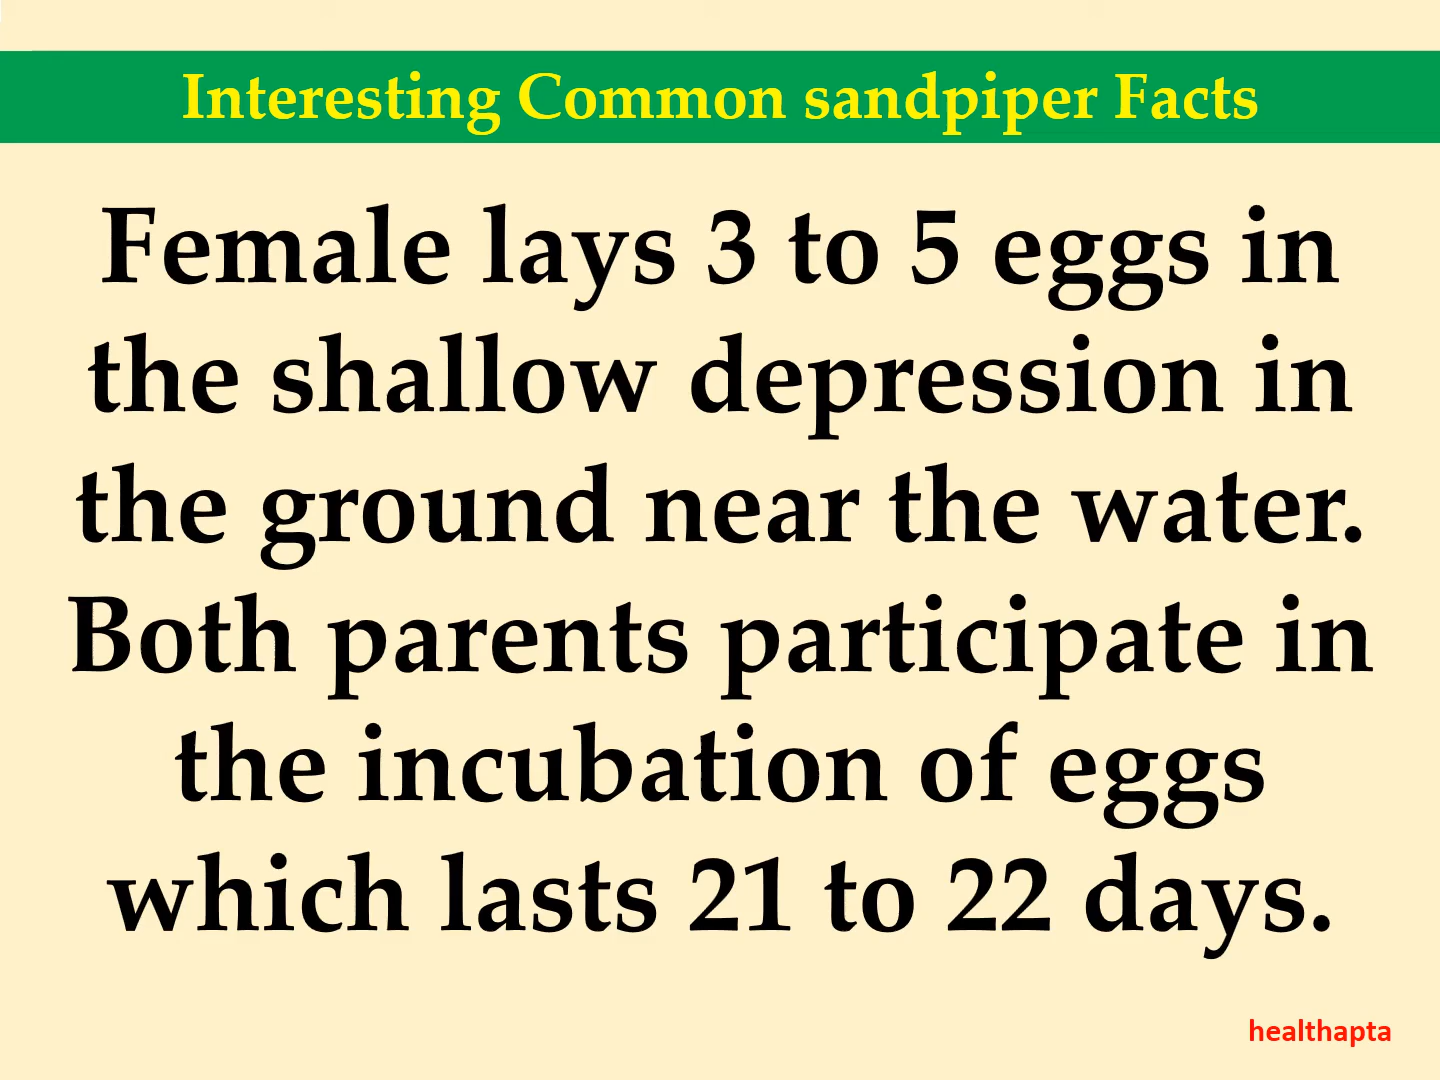 Interesting Common sandpiper Facts
Female lays 3 to 5 eggs in
the shallow depression in
the ground near the water.
Both parents participate in
the incubation of eggs
which lasts 21 to 22 days.
healthapta